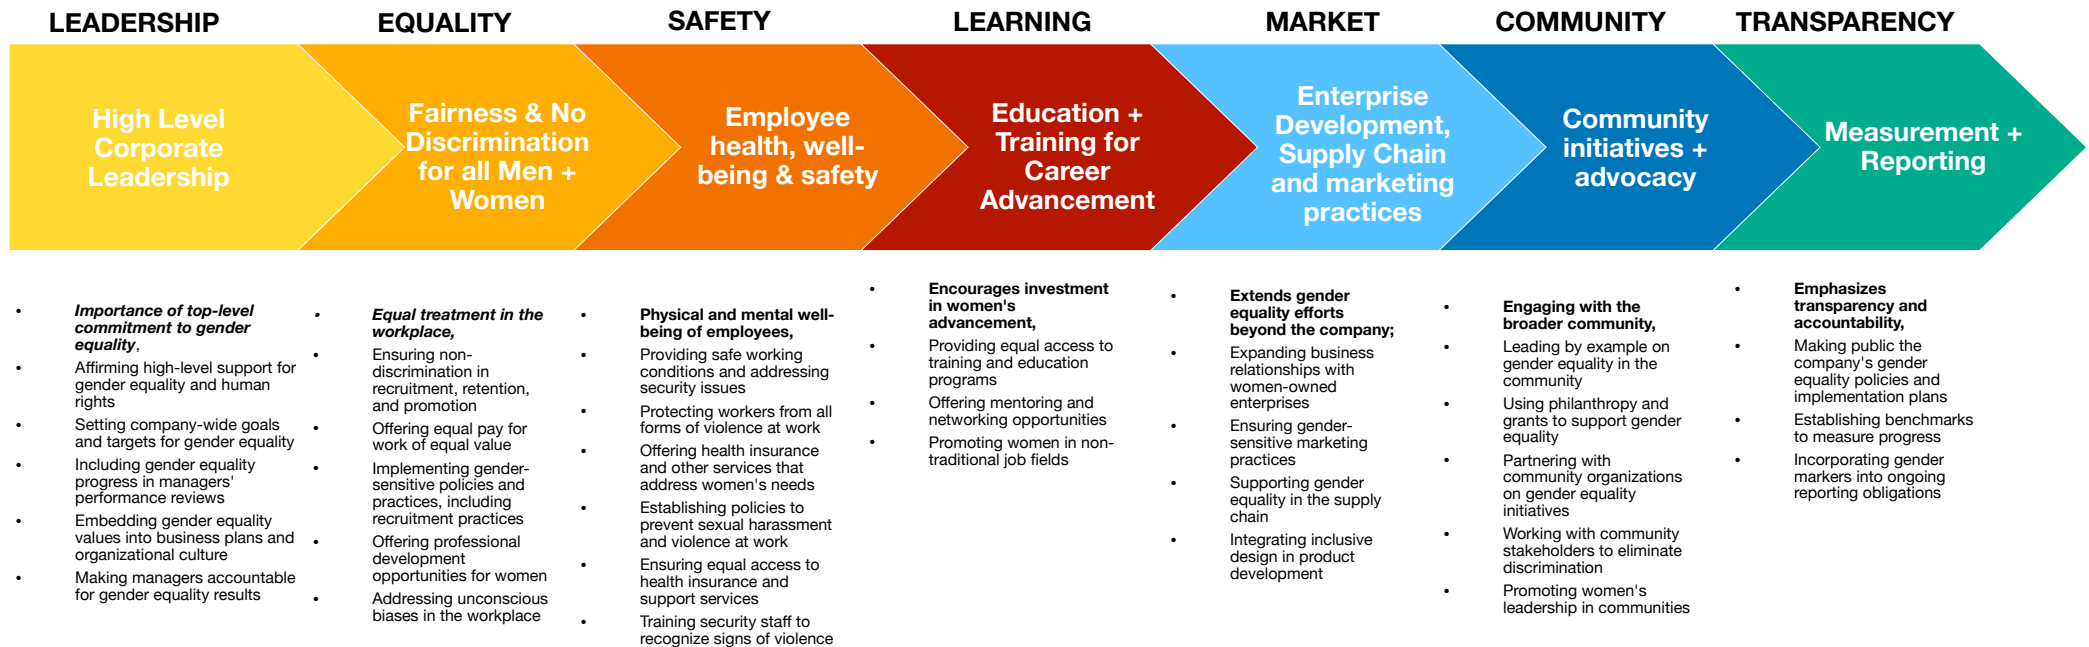 LEADERSHIP
EQUALITY
SAFETY
LEARNING
MARKET
COMMUNITY
TRANSPARENCY
High Level
Corporate
Leadership
Fairness & No
Discrimination
for all Men +
Women
Employee
health, well-
being & safety
Education +
Training for
Career
Advancement
Enterprise
Development,
Supply Chain
and marketing
practices
Community
initiatives +
advocacy
Measurement +
Reporting
• Importance of top-level
commitment to gender
equality,
• Affirming high-level support for
gender equality and human
rights
• Setting company-wide goals
and targets for gender equality
• Including gender equality
progress in managers'
performance reviews
• Embedding gender equality
values into business plans and
organizational culture
• Making managers accountable
for gender equality results
• Equal treatment in the
workplace,
• Ensuring non-
discrimination in
recruitment, retention,
and promotion
• Offering equal pay for
work of equal value
• Implementing gender-
sensitive policies and
practices, including
recruitment practices
• Offering professional
development
opportunities for women
• Addressing unconscious
biases in the workplace
• Physical and mental well-
being of employees,
• Providing safe working
conditions and addressing
security issues
• Protecting workers from all
forms of violence at work
• Offering health insurance
and other services that
address women's needs
• Establishing policies to
prevent sexual harassment
and violence at work
• Ensuring equal access to
health insurance and
support services
• Training security staff to
recognize signs of violence
• Encourages investment
in women's
advancement,
• Providing equal access to
training and education
programs
• Offering mentoring and
networking opportunities
• Promoting women in non-
traditional job fields
• Extends gender
equality efforts
beyond the company;
• Expanding business
relationships with
women-owned
enterprises
• Ensuring gender-
sensitive marketing
practices
• Supporting gender
equality in the supply
chain
• Integrating inclusive
design in product
development
• Engaging with the
broader community,
• Leading by example on
gender equality in the
community
• Using philanthropy and
grants to support gender
equality
• Partnering with
community organizations
on gender equality
initiatives
• Working with community
stakeholders to eliminate
discrimination
• Promoting women's
leadership in communities
• Emphasizes
transparency and
accountability,
• Making public the
company's gender
equality policies and
implementation plans
• Establishing benchmarks
to measure progress
• Incorporating gender
markers into ongoing
reporting obligations